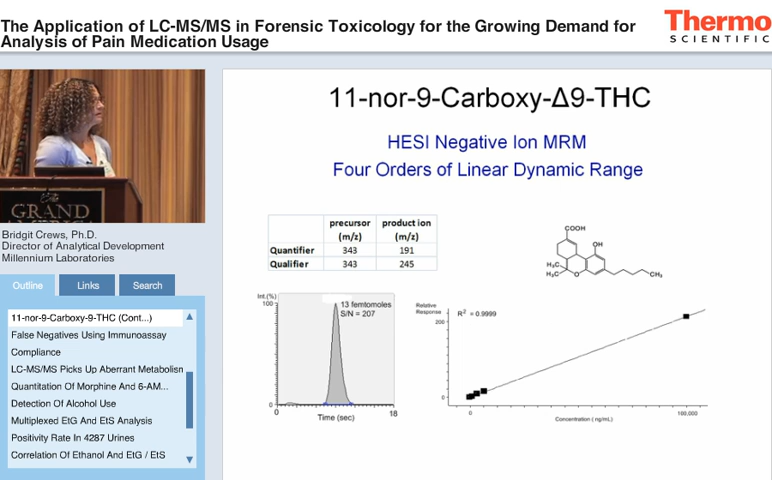 The Application of LC-MS/MS in Forensic Toxicology for the Growing Demand for
Analysis of Pain Medication Usage
Thermo
SCIENTIFIC
GRAND
Bridgit Crews, Ph.D.
Director of Analytical Development
Millennium Laboratories
Outline
Links
Search
11-nor-9-Carboxy-9-THC (Cont...)
False Negatives Using Immunoassay
Compliance
LC-MS/MS Picks Up Aberrant Metabolism
Quantitation Of Morphine And 6-AM...
Detection Of Alcohol Use
Multiplexed EtG And EtS Analysis
Positivity Rate In 4287 Urines
Correlation Of Ethanol And EtG / EtS
11-nor-9-Carboxy-Δ9-THC
HESI Negative Ion MRM
Four Orders of Linear Dynamic Range
precursor product ion
(m/z) (m/z)
Quantifier 343 191
Qualifier 343 245
COOH
OH
H₃C
H₃C
O
CH₃
Int.(%)
100
13 femtomoles
S/N = 207
0
0 18
Time (sec)
Relative
Response
R² = 0.9999
200
0
0 100,000
Concentration ( ng/mL)